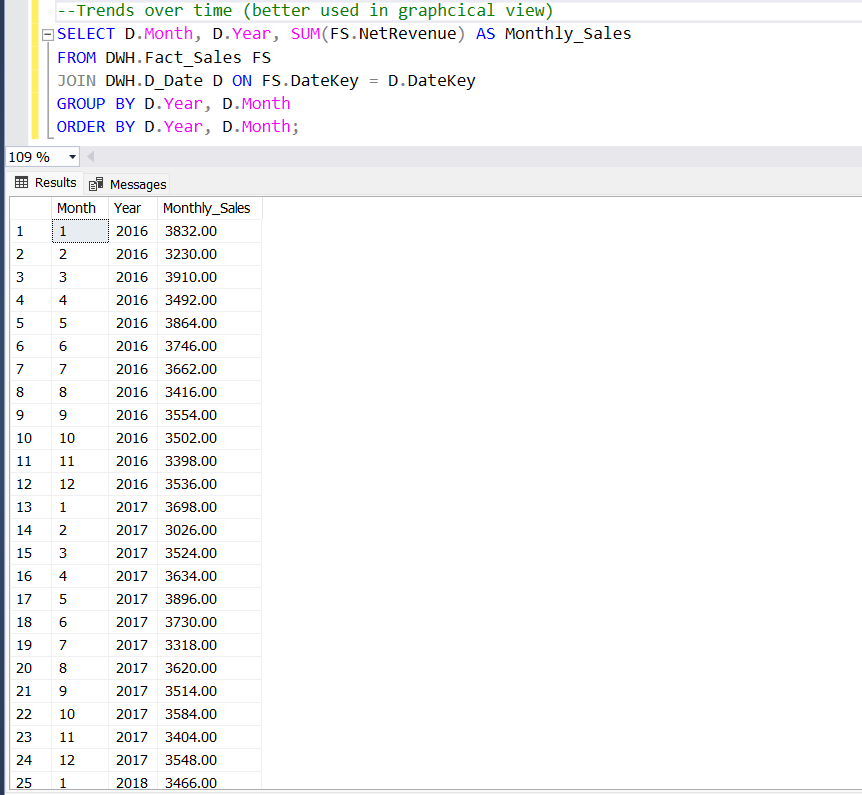 --Trends over time (better used in graphcical view)
SELECT D.Month, D.Year, SUM(FS.NetRevenue) AS Monthly_Sales
FROM DWH.Fact_Sales FS
JOIN DWH.D_Date D ON FS.DateKey = D.DateKey
GROUP BY D.Year, D.Month
ORDER BY D.Year, D.Month;
109 %
Results Messages
Month Year Monthly_Sales
1 1 2016 3832.00
2 2 2016 3230.00
3 3 2016 3910.00
4 4 2016 3492.00
5 5 2016 3864.00
6 6 2016 3746.00
7 7 2016 3662.00
8 8 2016 3416.00
9 9 2016 3554.00
10 10 2016 3502.00
11 11 2016 3398.00
12 12 2016 3536.00
13 1 2017 3698.00
14 2 2017 3026.00
15 3 2017 3524.00
16 4 2017 3634.00
17 5 2017 3896.00
18 6 2017 3730.00
19 7 2017 3318.00
20 8 2017 3620.00
21 9 2017 3514.00
22 10 2017 3584.00
23 11 2017 3404.00
24 12 2017 3548.00
25 1 2018 3466.00